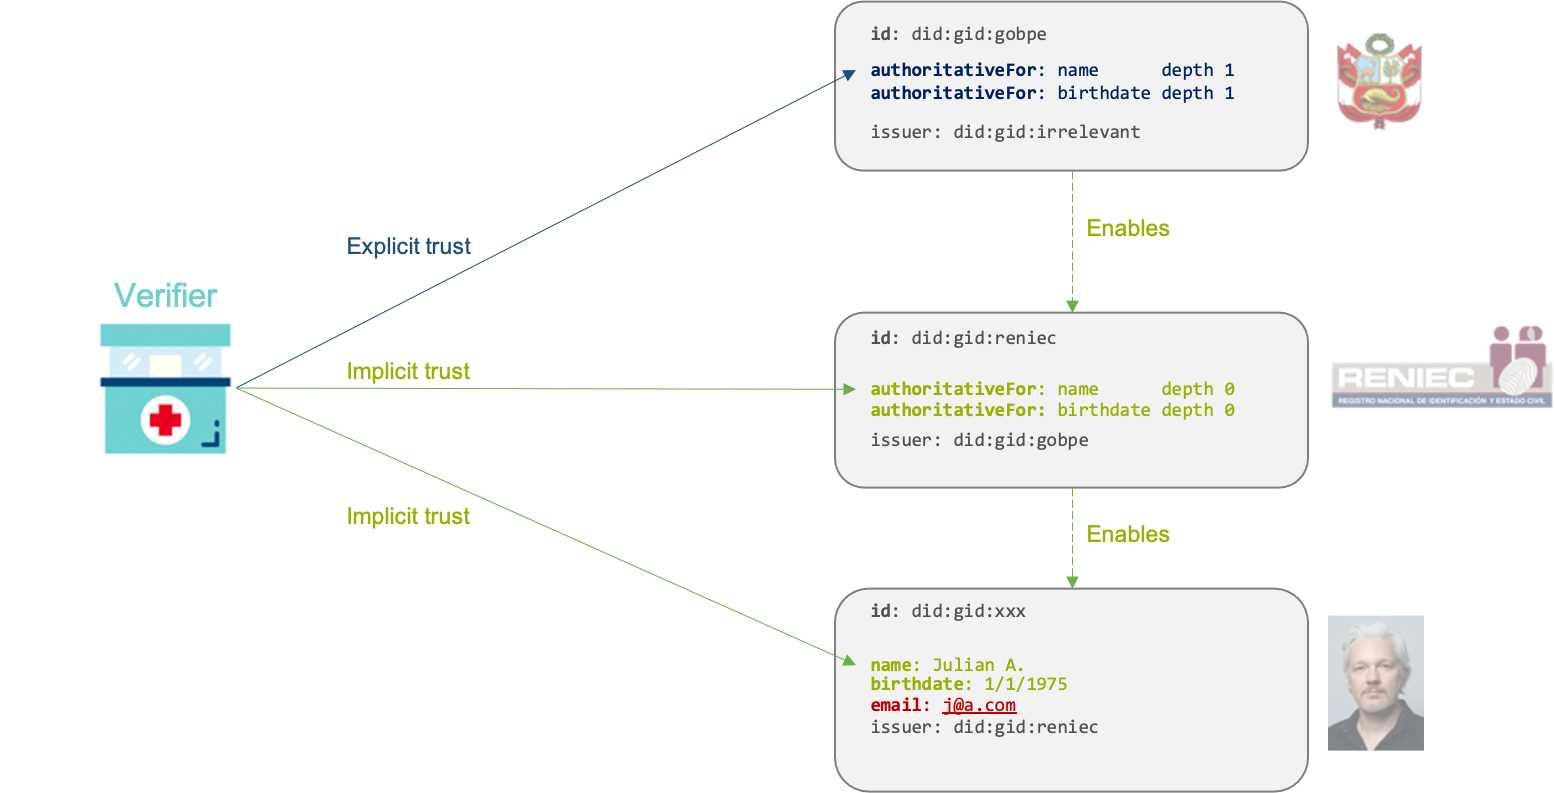 id: did:gid:gobpe
authoritativeFor: name depth 1
authoritativeFor: birthdate depth 1
issuer: did:gid:irrelevant
Enables
Explicit trust
Verifier
Implicit trust
id: did:gid:reniec
authoritativeFor: name depth 0
authoritativeFor: birthdate depth 0
issuer: did:gid:gobpe
RENIEC
REGISTRO NACIONAL DE IDENTIFICACIÓN Y ESTADO CIVIL
Implicit trust
Enables
id: did:gid:xxx
name: Julian A.
birthdate: 1/1/1975
email: j@a.com
issuer: did:gid:reniec